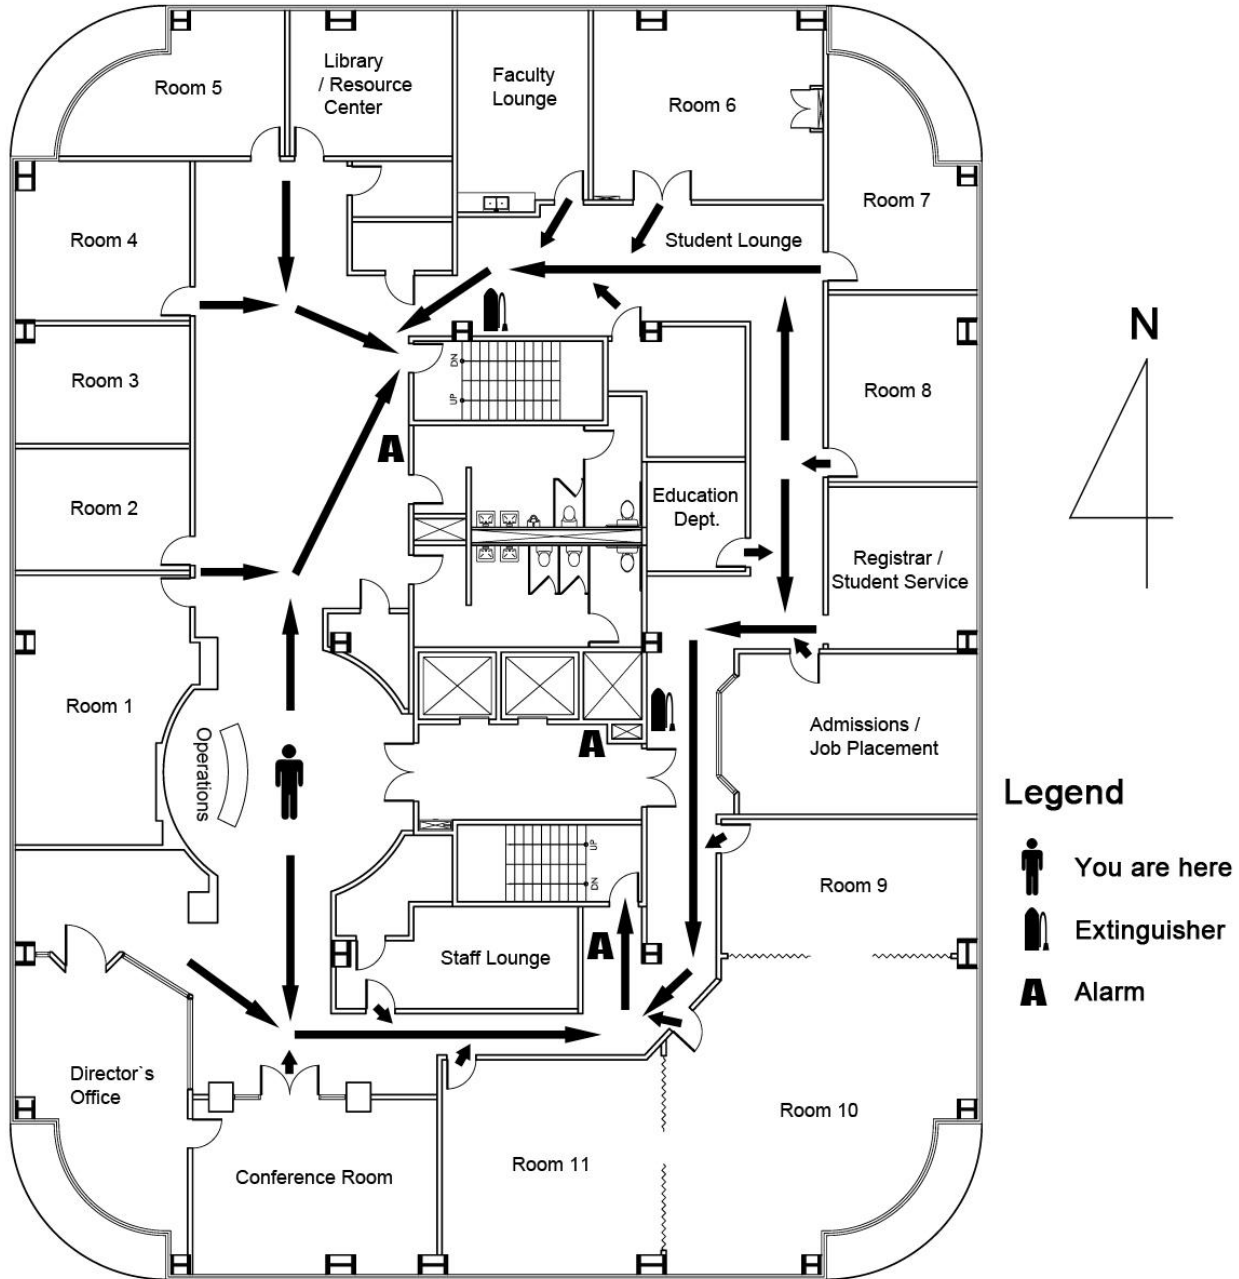 Room 5
Library
/ Resource
Center
Faculty
Lounge
Room 6
Room 7
Room 4
Student Lounge
N
Room 3
DN
UP
Room 8
A
Room 2
Education
Dept.
Registrar /
Student Service
Room 1
Admissions /
Job Placement
Operations
A
Legend
You are here
UP
DN
Room 9
Extinguisher
A
Staff Lounge
A
Alarm
Director`s
Office
Room 10
Room 11
Conference Room